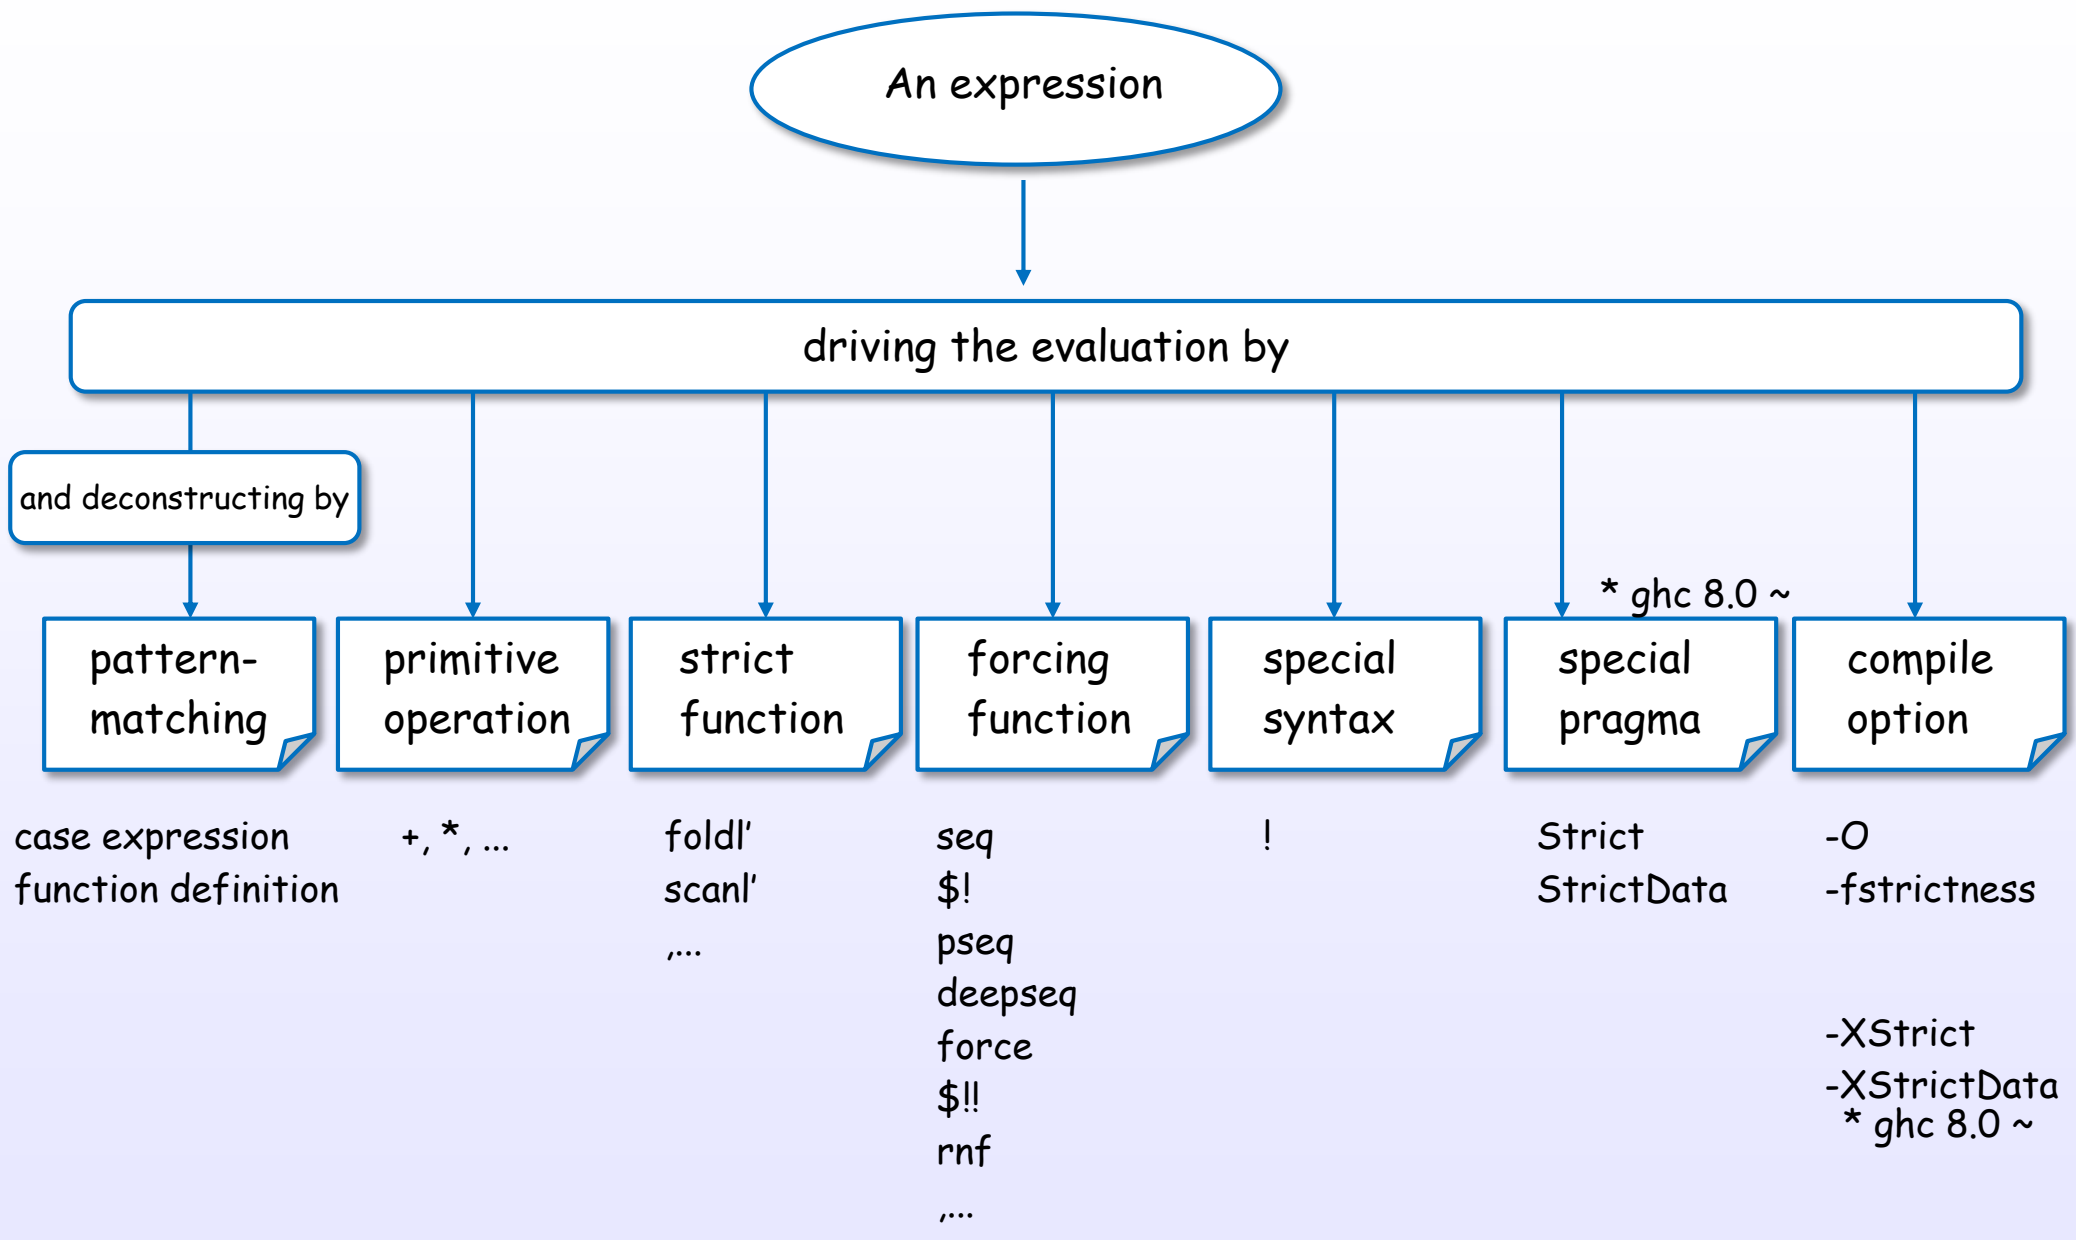 An expression
driving the evaluation by
and deconstructing by
* ghc 8.0 ~
pattern-
matching
primitive
operation
strict
function
forcing
function
special
syntax
special
pragma
compile
option
case expression
function definition
+, *, ...
foldl’
scanl’
,...
seq
$!
pseq
deepseq
force
$!!
rnf
,...
!
Strict
StrictData
-O
-fstrictness
-XStrict
-XStrictData
* ghc 8.0 ~